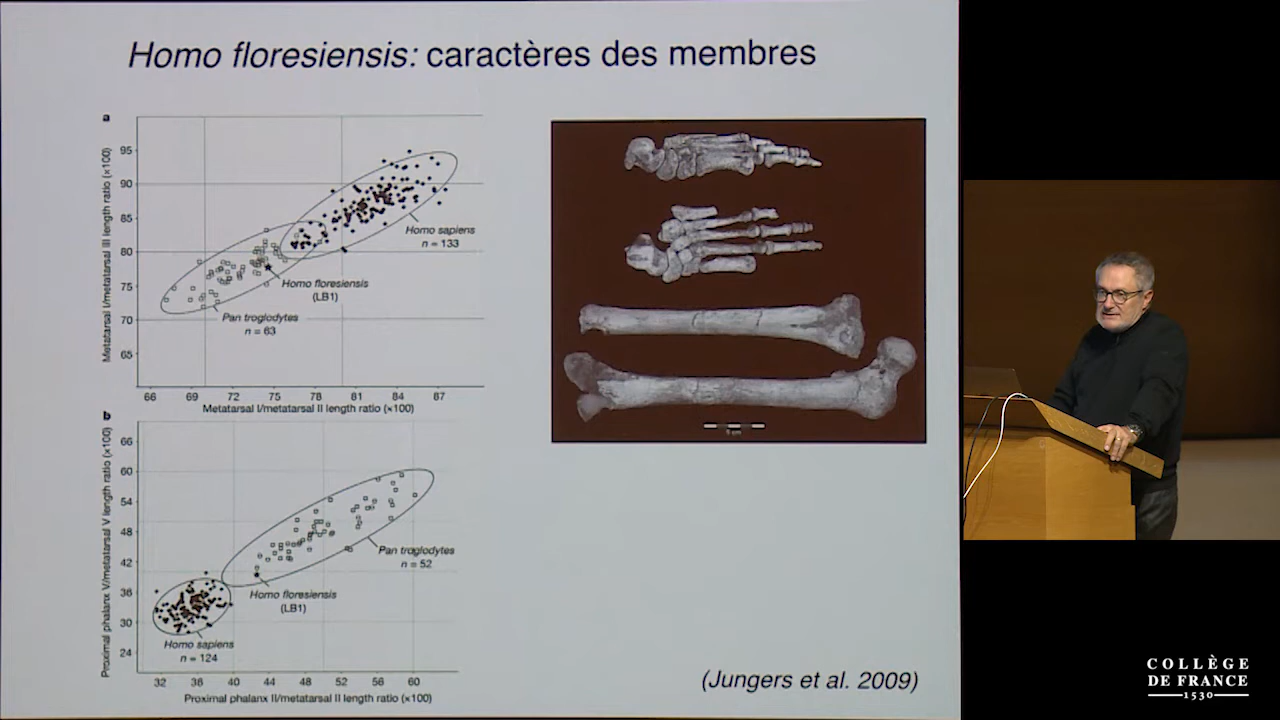 Homo floresiensis: caractères des membres
a
Metatarsal I/metatarsal III length ratio (×100)
95
90
85
80
75
70
65
Homo sapiens
n = 133
Homo floresiensis
(LB1)
Pan troglodytes
n = 63
66 69 72 75 78 81 84 87
Metatarsal I/metatarsal II length ratio (×100)
b
Proximal phalanx V/metatarsal V length ratio (×100)
66
60
54
48
42
36
30
24
Pan troglodytes
n = 52
Homo floresiensis
(LB1)
Homo sapiens
n = 124
32 36 40 44 48 52 56 60
Proximal phalanx II/metatarsal II length ratio (×100)
5 cm
(Jungers et al. 2009)
COLLÈGE
DE FRANCE
1530